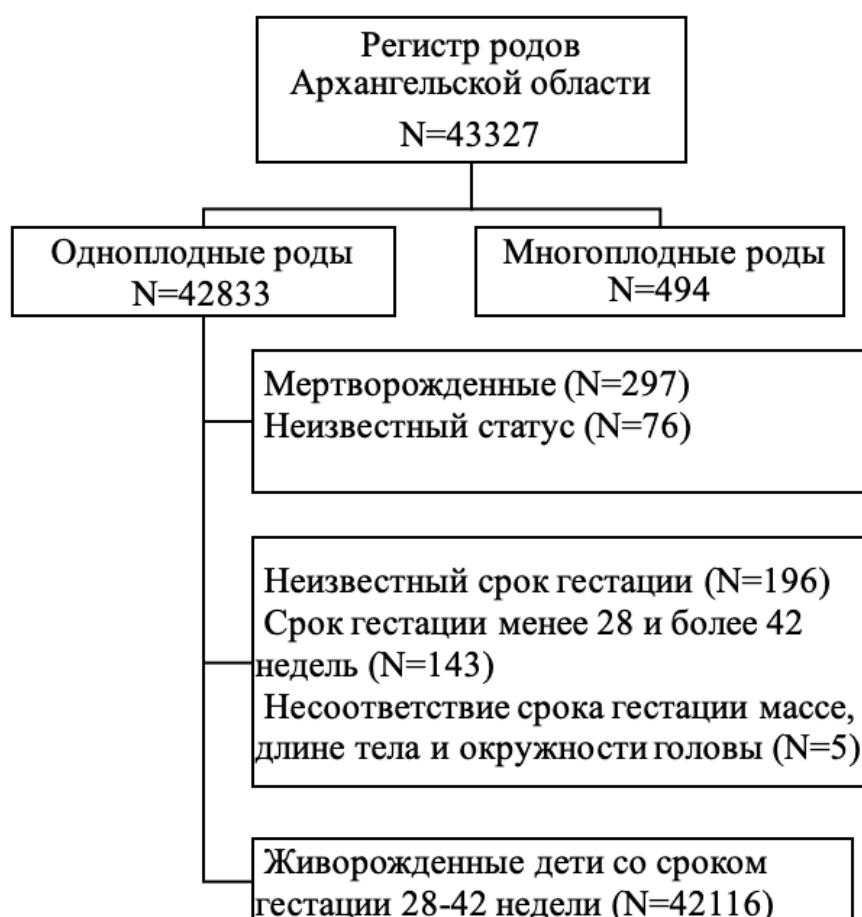 Регистр родов
Архангельской области
N=43327
Одноплодные роды
N=42833
Многоплодные роды
N=494
Мертворожденные (N=297)
Неизвестный статус (N=76)
Неизвестный срок гестации (N=196)
Срок гестации менее 28 и более 42
недель (N=143)
Несоответствие срока гестации массе,
длине тела и окружности головы (N=5)
Живорожденные дети со сроком
гестации 28-42 недели (N=42116)